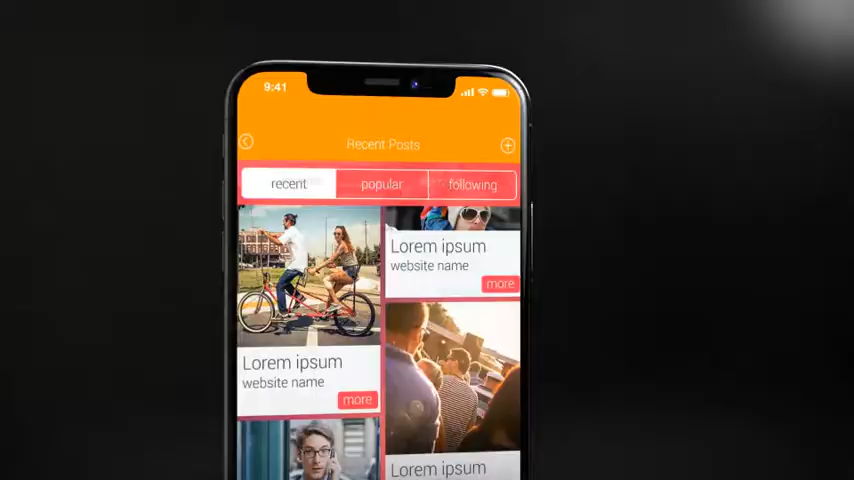 9:41
Recent Posts
recent
popular
following
Lorem ipsum
website name
more
Lorem ipsum
website name
more
Lorem ipsum